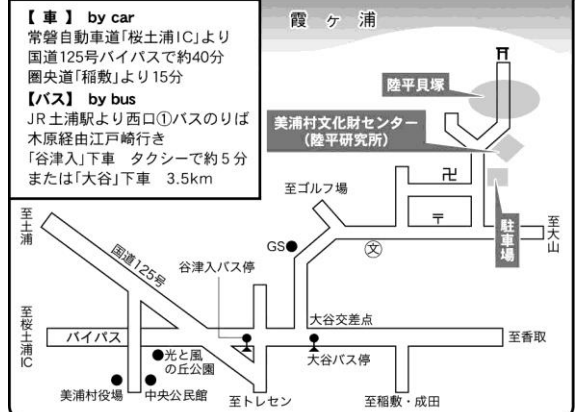 【 車 】 by car
常磐自動車道「桜土浦IC」より
国道125号バイパスで約40分
圏央道「稲敷」より15分
【バス】 by bus
JR土浦駅より西口①バスのりば
木原経由江戸崎行き
「谷津入」下車 タクシーで約5分
または「大谷」下車 3.5km
霞ヶ浦
陸平貝塚
美浦村文化財センター
(陸平研究所)
駐車場
至大山
至ゴルフ場
GS
文
至土浦
国道125号
谷津入バス停
大谷交差点
至桜土浦IC
バイパス
至香取
光と風
の丘公園
大谷バス停
美浦村役場
中央公民館
至トレセン
至稲敷・成田